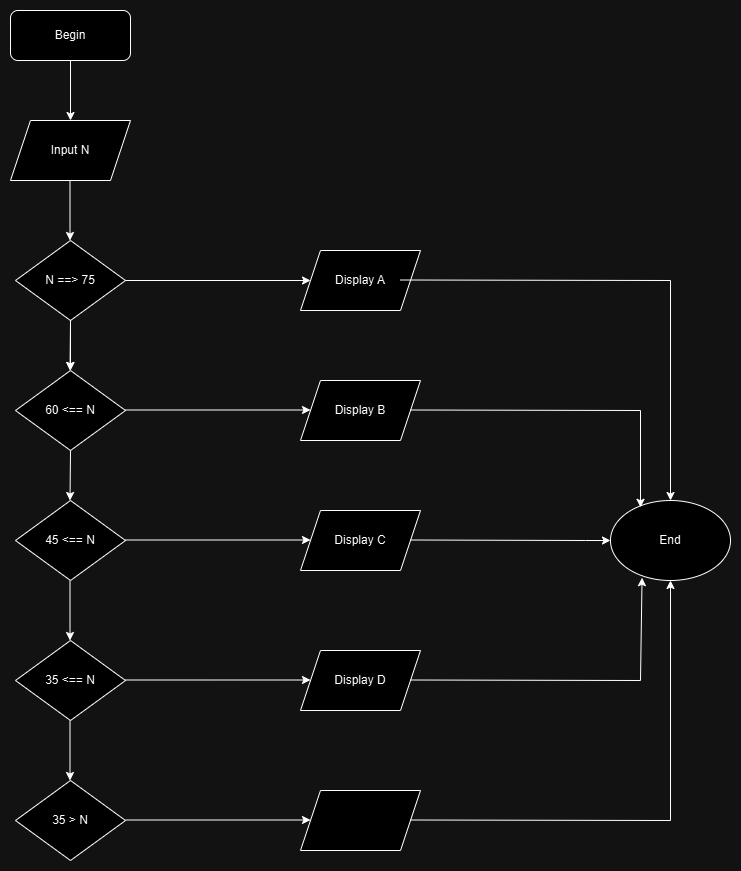 Begin
Input N
N ==> 75
Display A
60 <== N
Display B
45 <== N
Display C
End
35 <== N
Display D
35 > N